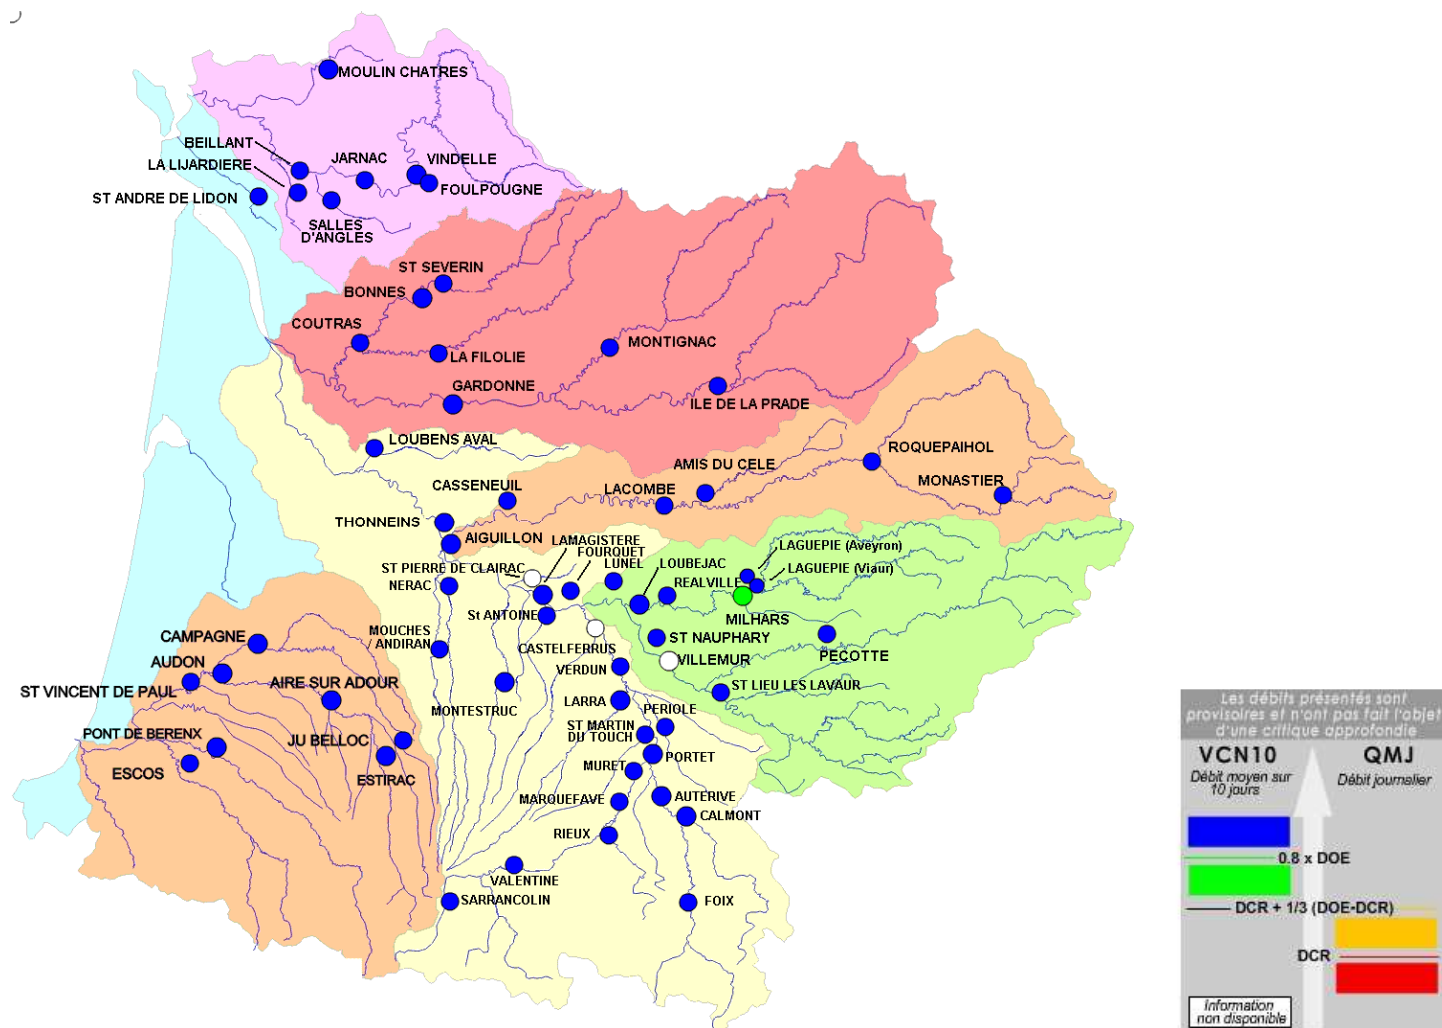 MOULIN CHATRES
BEILLANT
LA LIJARDIERE
JARNAC
VINDELLE
FOULPOUGNE
ST ANDRE DE LIDON
SALLES
D'ANGLES
ST SEVERIN
BONNES
COUTRAS
LA FILOLIE
MONTIGNAC
GARDONNE
ILE DE LA PRADE
LOUBENS AVAL
ROQUEPAIHOL
AMIS DU CELE
MONASTIER
CASSENEUIL
LACOMBE
THONNEINS
AIGUILLON
LAMAGISTERE
FOURQUET
LUNEL
LAGUEPIE (Aveyron)
LAGUEPIE (Viaur)
ST PIERRE DE CLAIRAC
NERAC
LOUBEJAC
REALVILLE
St ANTOINE
MILHARS
CAMPAGNE
MOUCHES
/ ANDIRAN
ST NAUPHARY
PECOTTE
CASTELFERRUS
VILLEMUR
AUDON
VERDUN
ST VINCENT DE PAUL
AIRE SUR ADOUR
MONTESTRUC
LARRA
ST LIEU LES LAVAUR
PERIOLE
ST MARTIN
DU TOUCH
PONT DE BERENX
JU BELLOC
PORTET
ESCOS
ESTIRAC
MURET
MARQUEFAVE
AUTERIVE
CALMONT
RIEUX
VALENTINE
SARRANCOLIN
FOIX
Les débits présentés sont
provisoires et n'ont pas fait l'objet
d'une critique approfondie
VCN10
QMJ
Débit moyen sur
10 jours
Débit journalier
0.8 x DOE
DCR + 1/3 (DOE-DCR)
DCR
Information
non disponible